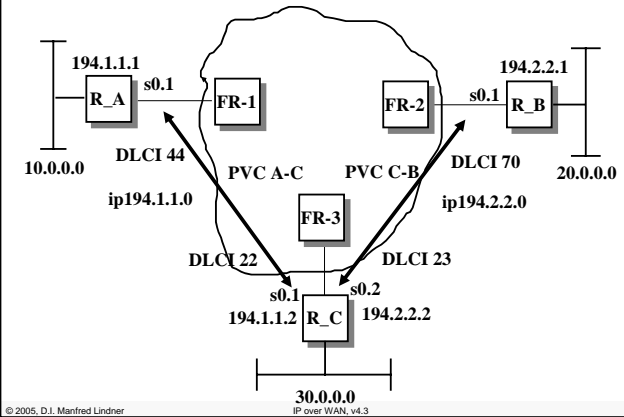 194.1.1.1
194.2.2.1
s0.1
s0.1
R_A
FR-1
FR-2
R_B
DLCI 44
DLCI 70
10.0.0.0
PVC A-C
PVC C-B
20.0.0.0
ip194.1.1.0
ip194.2.2.0
FR-3
DLCI 22
DLCI 23
s0.1
s0.2
194.1.1.2
R_C
194.2.2.2
30.0.0.0
© 2005, D.I. Manfred Lindner
IP over WAN, v4.3